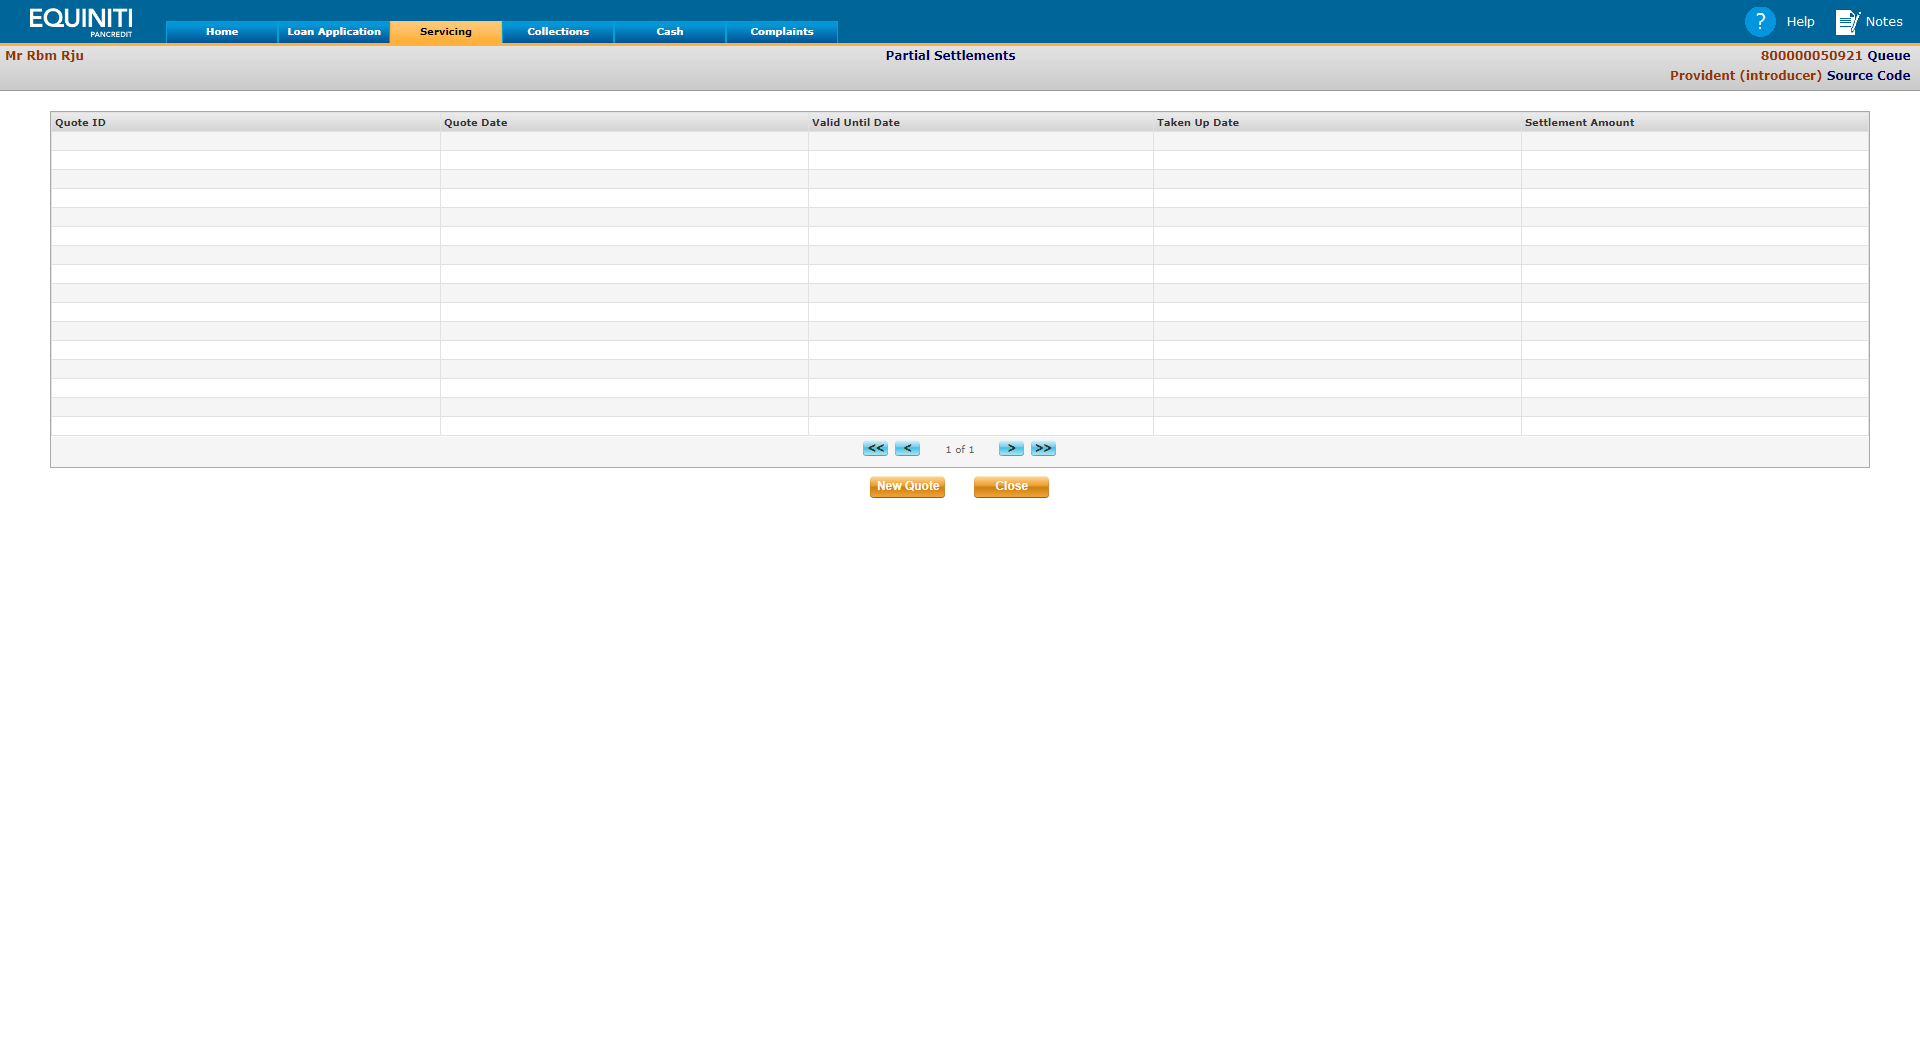 EQUINITI
PANCREDIT
Home Loan Application Servicing Collections Cash Complaints
? Help Notes
Mr Rbm Rju Partial Settlements 800000050921 Queue
Provident (introducer) Source Code
Quote ID Quote Date Valid Until Date Taken Up Date Settlement Amount
<< < 1 of 1 > >>
New Quote Close